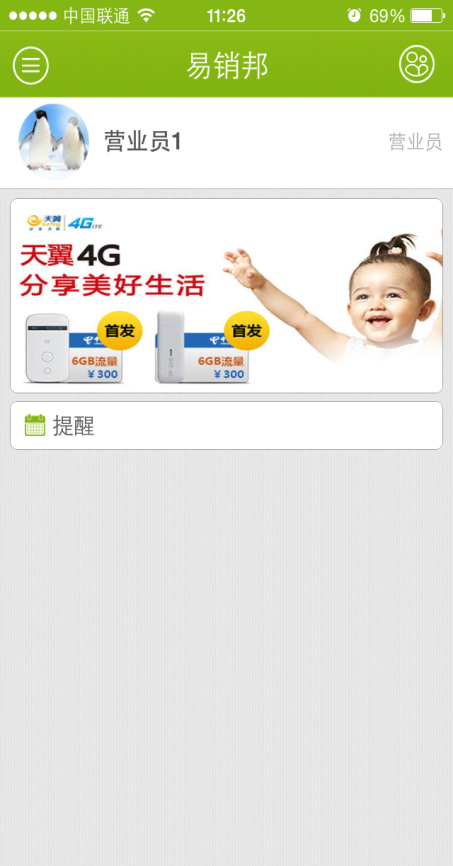 中国联通
11:26
69%
易销邦
营业员1
营业员
天翼 4G LTE
天翼4G
分享美好生活
首发
首发
6GB流量
¥300
6GB流量
¥300
提醒